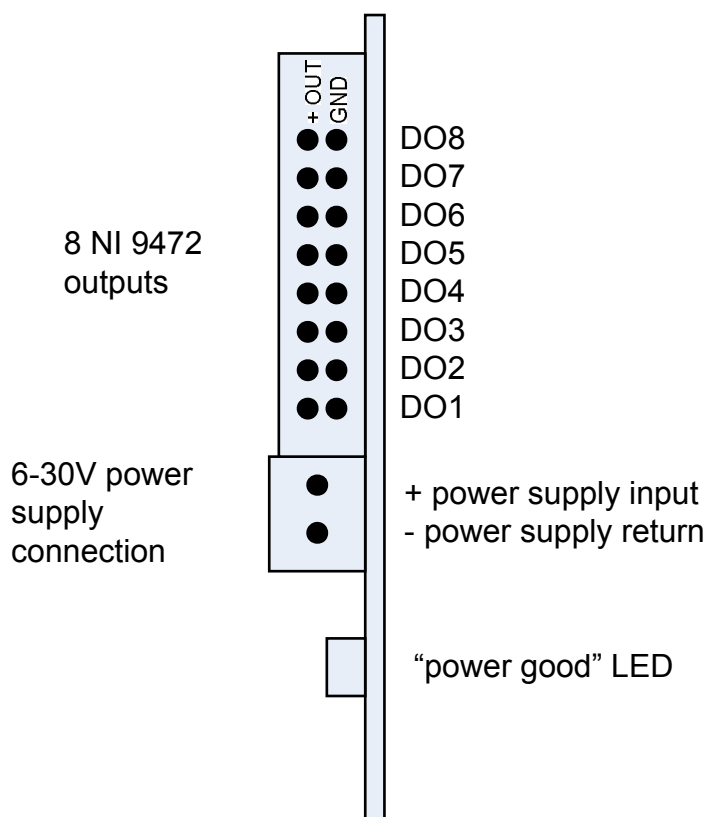 + OUT
GND
DO8
DO7
DO6
DO5
DO4
DO3
DO2
DO1
8 NI 9472
outputs
6-30V power
supply
connection
+ power supply input
- power supply return
“power good” LED